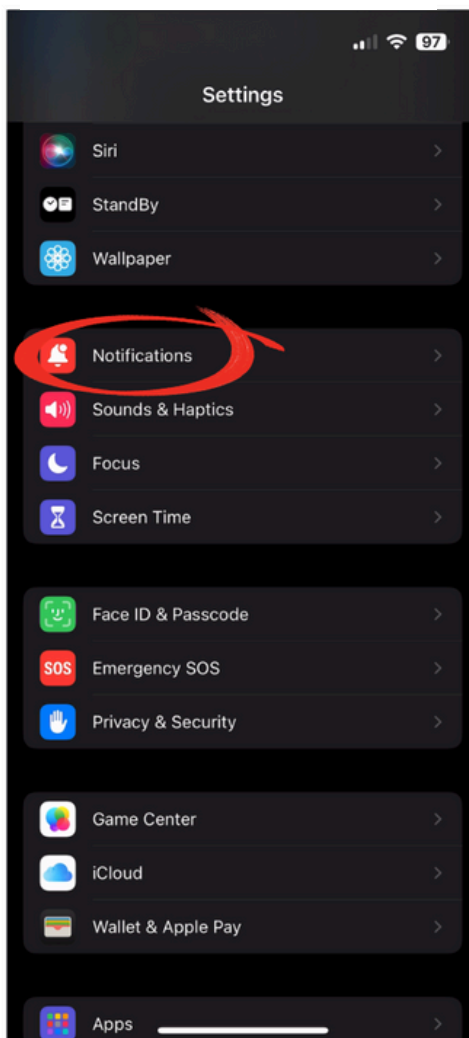 97
Settings
Siri
StandBy
Wallpaper
Notifications
Sounds & Haptics
Focus
Screen Time
Face ID & Passcode
SOS Emergency SOS
Privacy & Security
Game Center
iCloud
Wallet & Apple Pay
Apps